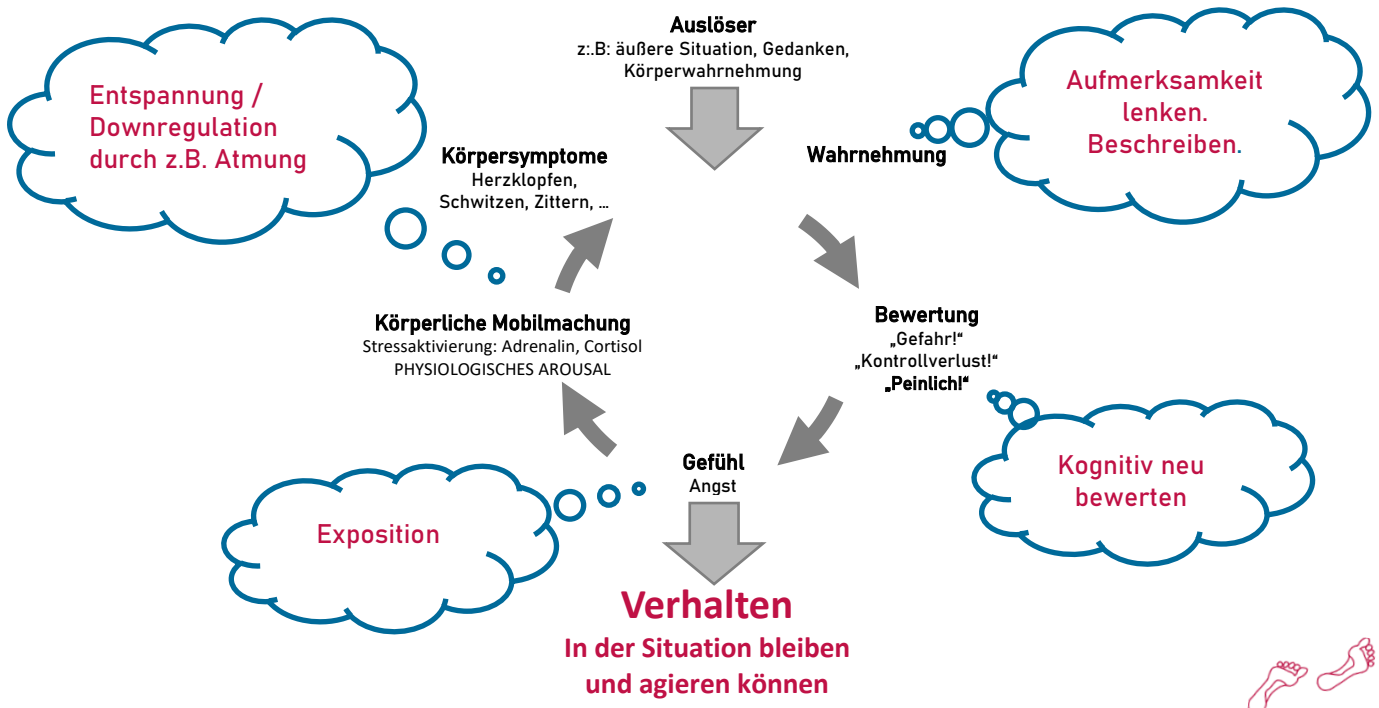 Auslöser
z.:B: äußere Situation, Gedanken,
Körperwahrnehmung
Entspannung /
Downregulation
durch z.B. Atmung
Aufmerksamkeit
lenken.
Beschreiben.
Körpersymptome
Herzklopfen,
Schwitzen, Zittern, ...
Wahrnehmung
Körperliche Mobilmachung
Stressaktivierung: Adrenalin, Cortisol
PHYSIOLOGISCHES AROUSAL
Bewertung
„Gefahr!“
„Kontrollverlust!“
„Peinlich!“
Gefühl
Angst
Kognitiv neu
bewerten
Exposition
Verhalten
In der Situation bleiben
und agieren können